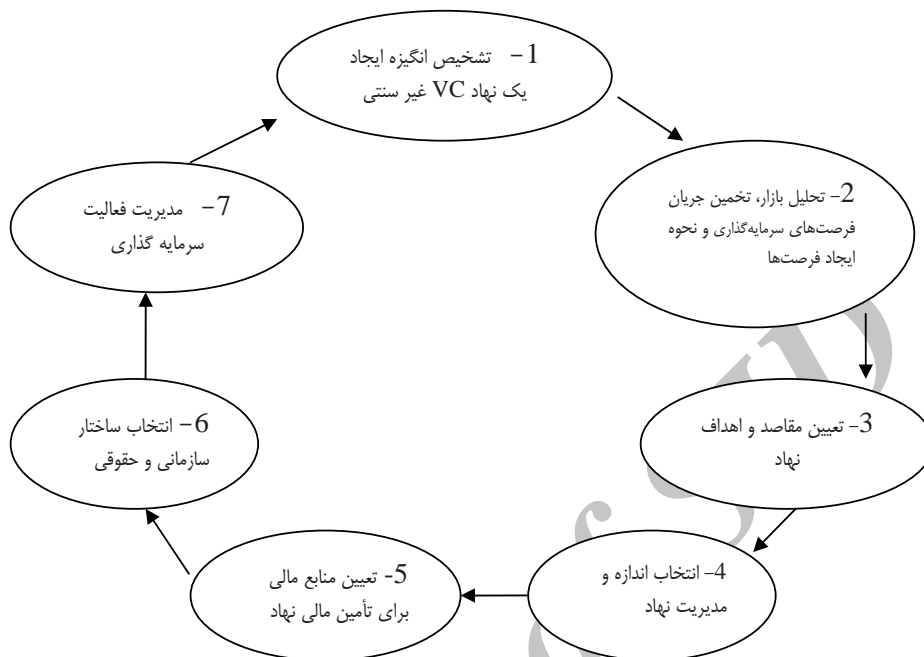 1- تشخیص انگیزه ایجاد
یک نهاد VC غیر سنتی
2- تحلیل بازار، تخمین جریان
فرصت‌های سرمایه‌گذاری و نحوه
ایجاد فرصت‌ها
3- تعیین مقاصد و اهداف
نهاد
4- انتخاب اندازه و
مدیریت نهاد
5- تعیین منابع مالی
برای تأمین مالی نهاد
6- انتخاب ساختار
سازمانی و حقوقی
7- مدیریت فعالیت
سرمایه گذاری